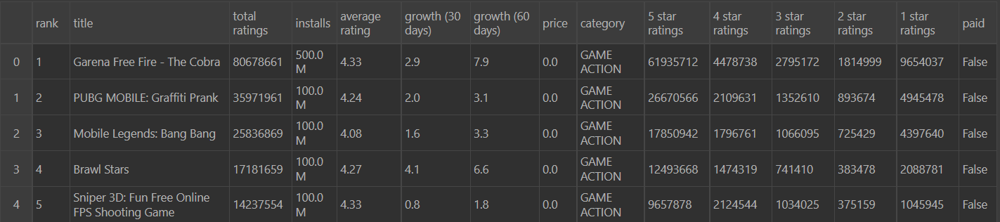 rank title total ratings installs average rating growth (30 days) growth (60 days) price category 5 star ratings 4 star ratings 3 star ratings 2 star ratings 1 star ratings paid
0 1 Garena Free Fire - The Cobra 80678661 500.0 M 4.33 2.9 7.9 0.0 GAME ACTION 61935712 4478738 2795172 1814999 9654037 False
1 2 PUBG MOBILE: Graffiti Prank 35971961 100.0 M 4.24 2.0 3.1 0.0 GAME ACTION 26670566 2109631 1352610 893674 4945478 False
2 3 Mobile Legends: Bang Bang 25836869 100.0 M 4.08 1.6 3.3 0.0 GAME ACTION 17850942 1796761 1066095 725429 4397640 False
3 4 Brawl Stars 17181659 100.0 M 4.27 4.1 6.6 0.0 GAME ACTION 12493668 1474319 741410 383478 2088781 False
4 5 Sniper 3D: Fun Free Online FPS Shooting Game 14237554 100.0 M 4.33 0.8 1.8 0.0 GAME ACTION 9657878 2124544 1034025 375159 1045945 False